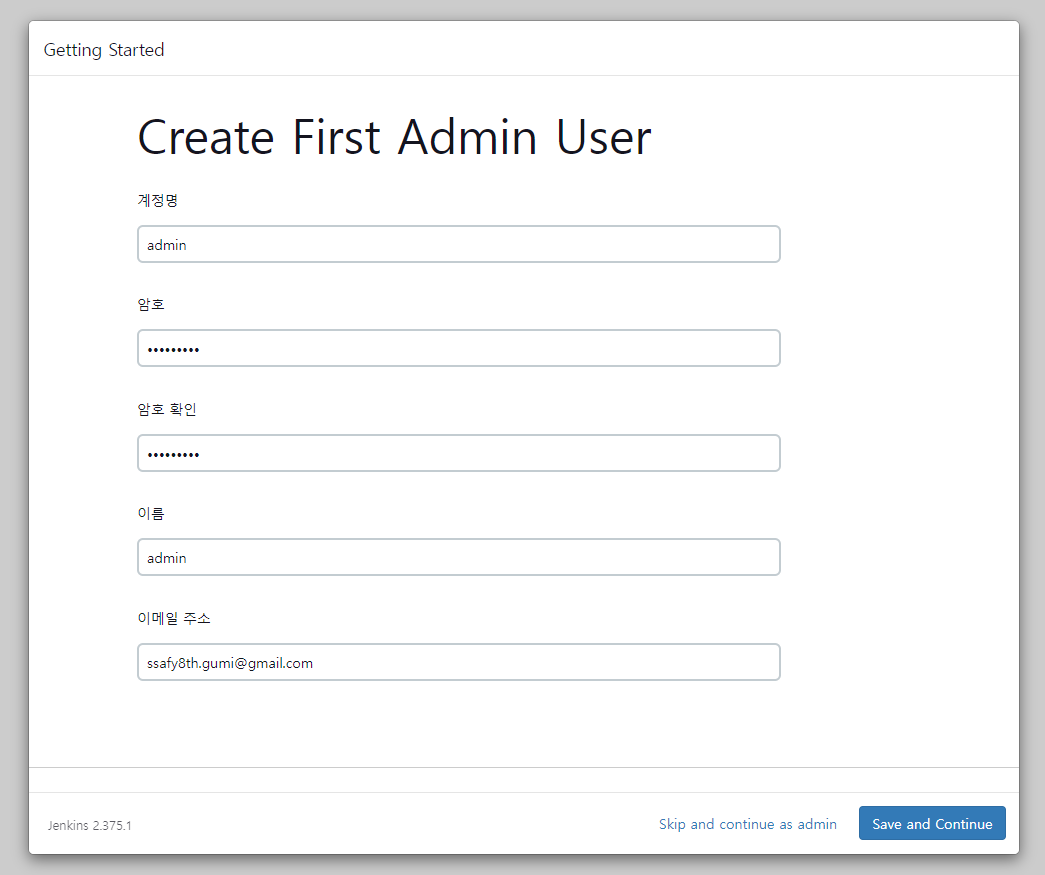 Getting Started
Create First Admin User
계정명
admin
암호
•••••••••
암호 확인
•••••••••
이름
admin
이메일 주소
ssafy8th.gumi@gmail.com
Jenkins 2.375.1 Skip and continue as admin Save and Continue